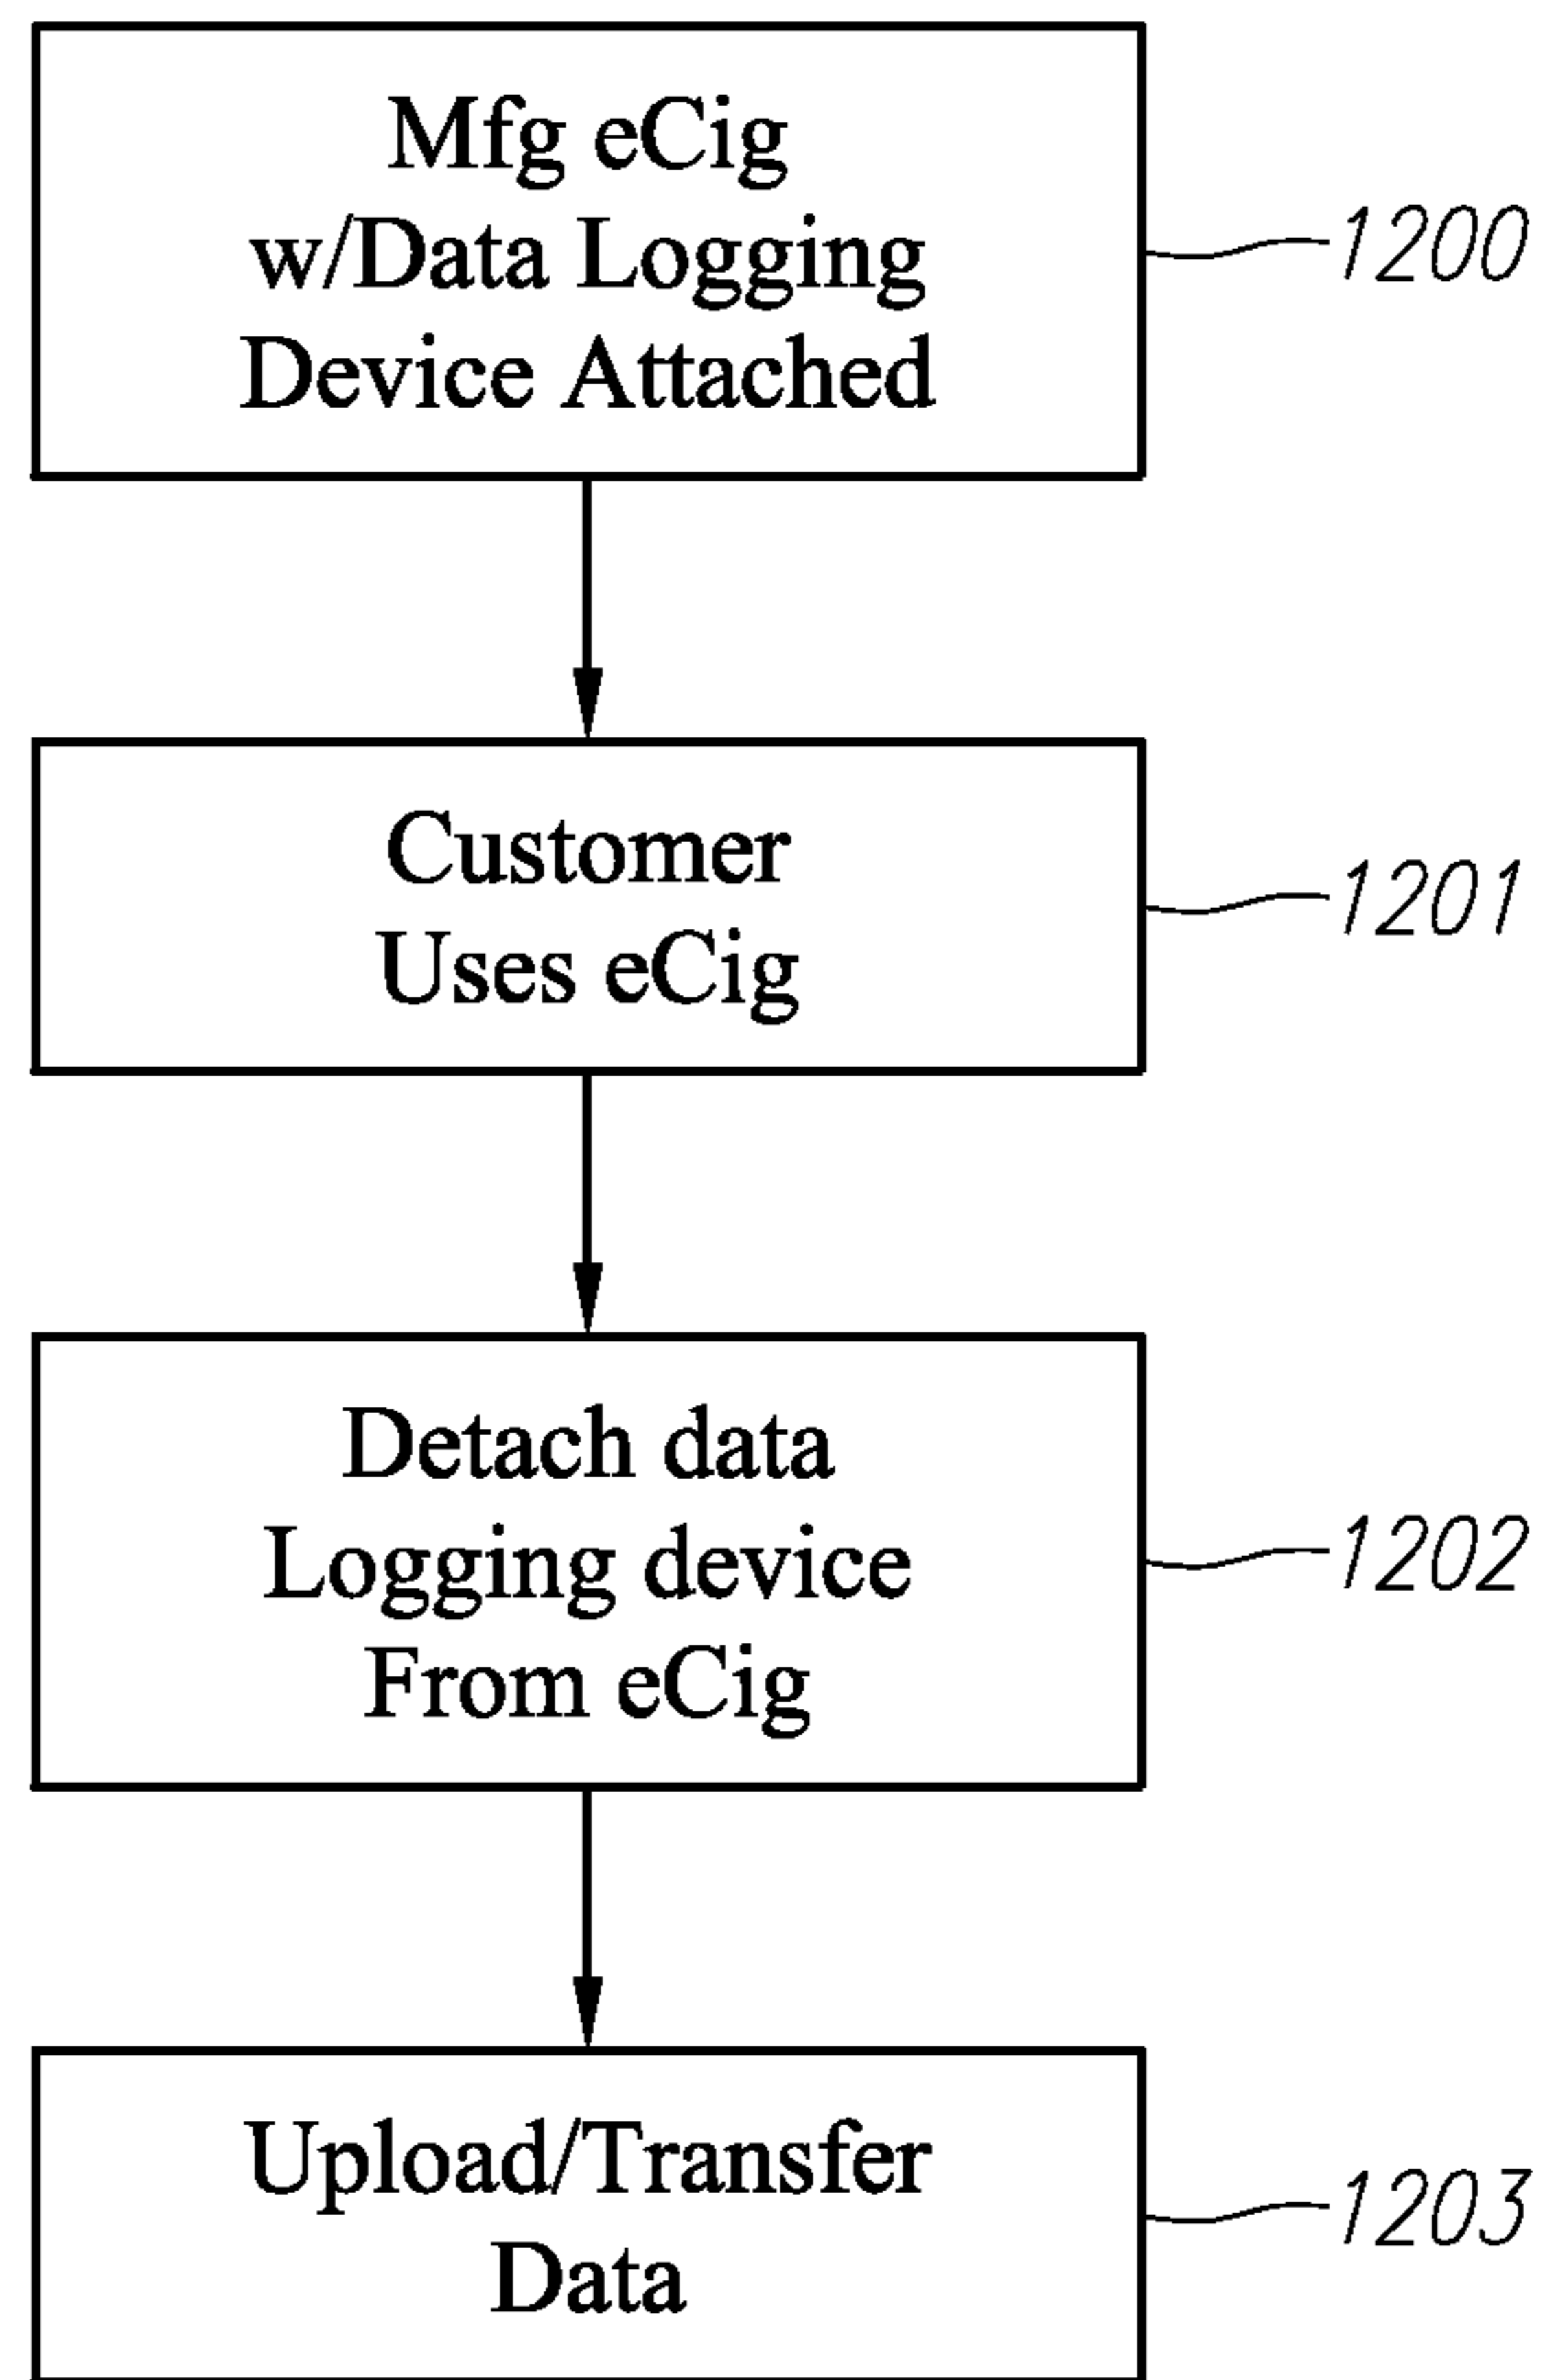 Mfg eCig
w/Data Logging
Device Attached
1200
Customer
Uses eCig
1201
Detach data
Logging device
From eCig
1202
Upload/Transfer
Data
1203